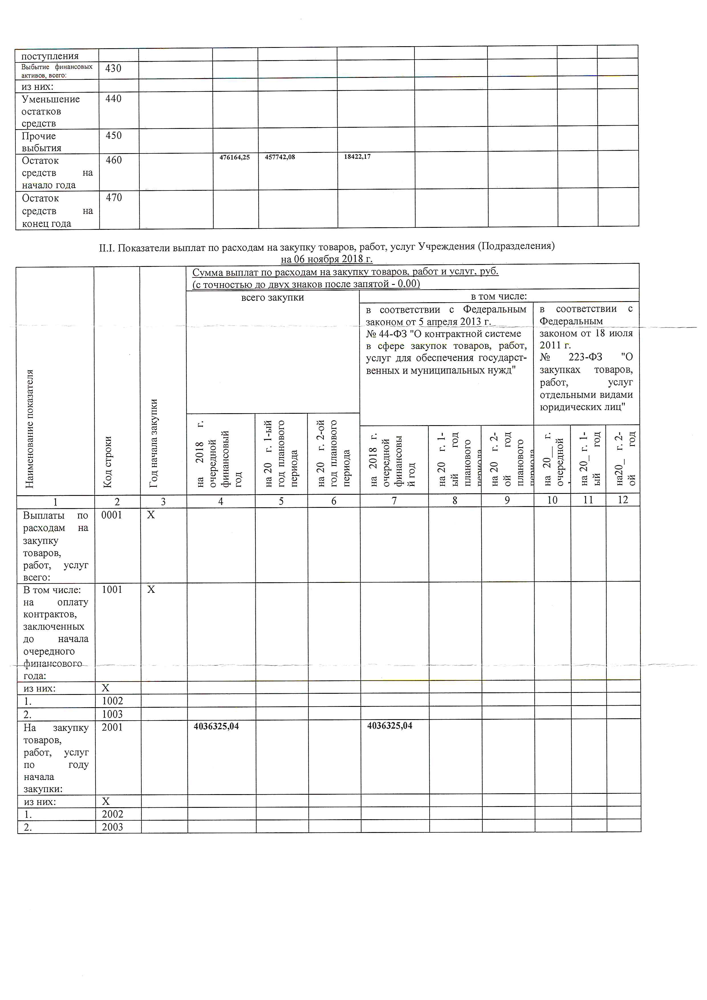 поступления
Выбытие финансовых 430
активов, всего:
из них:
Уменьшение 440
остатков
средств
Прочие 450
выбытия
Остаток 460 476164,25 457742,08 18422,17
средств на
начало года
Остаток 470
средств на
конец года
II.I. Показатели выплат по расходам на закупку товаров, работ, услуг Учреждения (Подразделения)
на 06 ноября 2018 г.
Наименование показателя
Код строки
Год начала закупки
Сумма выплат по расходам на закупку товаров, работ и услуг, руб.
(с точностью до двух знаков после запятой - 0.00)
всего закупки
в том числе:
в соответствии с Федеральным
законом от 5 апреля 2013 г.
№ 44-ФЗ "О контрактной системе
в сфере закупок товаров, работ,
услуг для обеспечения государст-
венных и муниципальных нужд"
в соответствии с
Федеральным
законом от 18 июля
2011 г.
№ 223-ФЗ "О
закупках товаров,
работ, услуг
отдельными видами
юридических лиц"
на 2018 г.
очередной
финансовый
год
на 20 г. 1-ый
год планового
периода
на 20 г. 2-ой
год планового
периода
на 2018 г.
очередной
финансовы
й год
на 20 г. 1-
ый год
планового
периода
на 20 г. 2-
ой год
планового
периода
на 20__ г.
очередной
на 20_ г. 1-
ый год
на20_ г. 2-
ой год
1 2 3 4 5 6 7 8 9 10 11 12
Выплаты по 0001 X
расходам на
закупку
товаров,
работ, услуг
всего:
В том числе: 1001 X
на оплату
контрактов,
заключенных
до начала
очередного
финансового
года:
из них: X
1. 1002
2. 1003
На закупку 2001 4036325,04 4036325,04
товаров,
работ, услуг
по году
начала
закупки:
из них: X
1. 2002
2. 2003